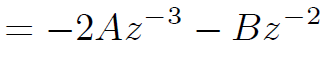 = −2Az⁻³ − Bz⁻²